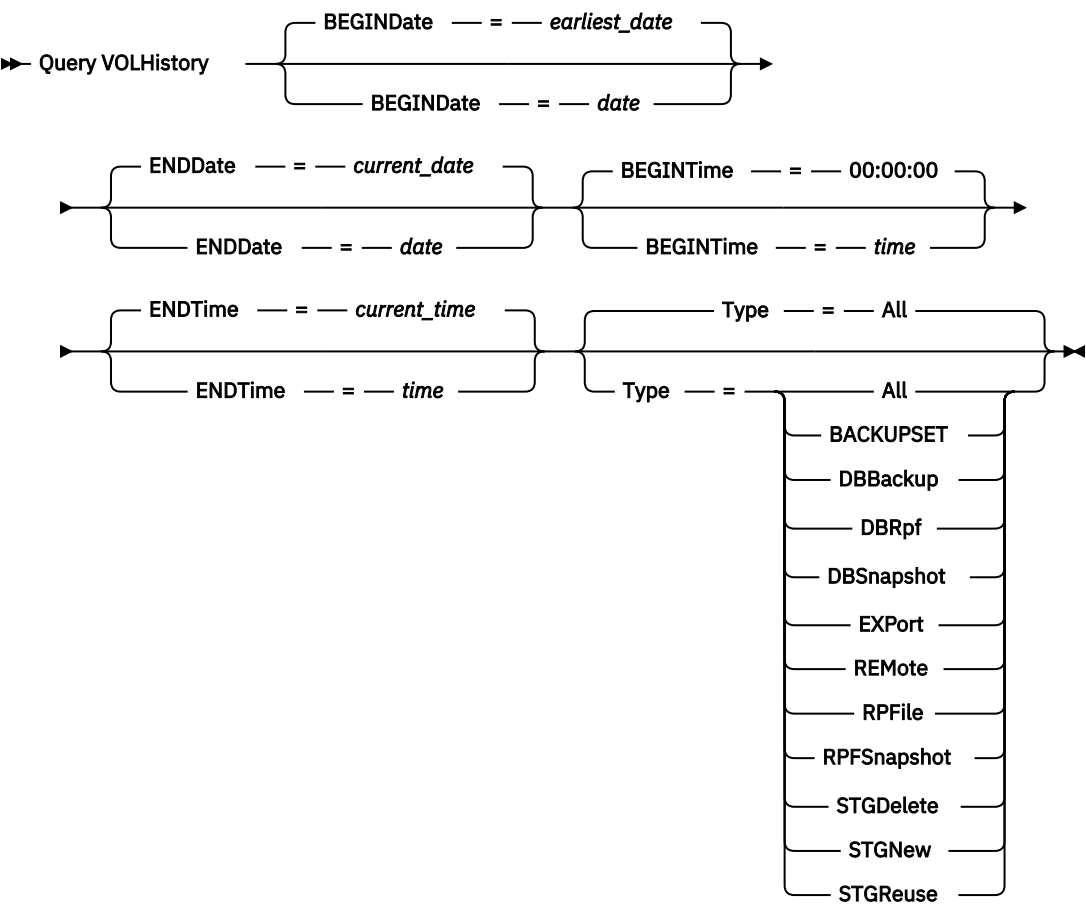 BEGINDate = earliest_date
Query VOLHistory
BEGINDate = date
ENDDate = current_date
BEGINTime = 00:00:00
ENDDate = date
BEGINTime = time
ENDTime = current_time
Type = All
ENDTime = time
Type = All
BACKUPSET
DBBackup
DBRpf
DBSnapshot
EXPort
REMote
RPFile
RPFSnapshot
STGDelete
STGNew
STGReuse